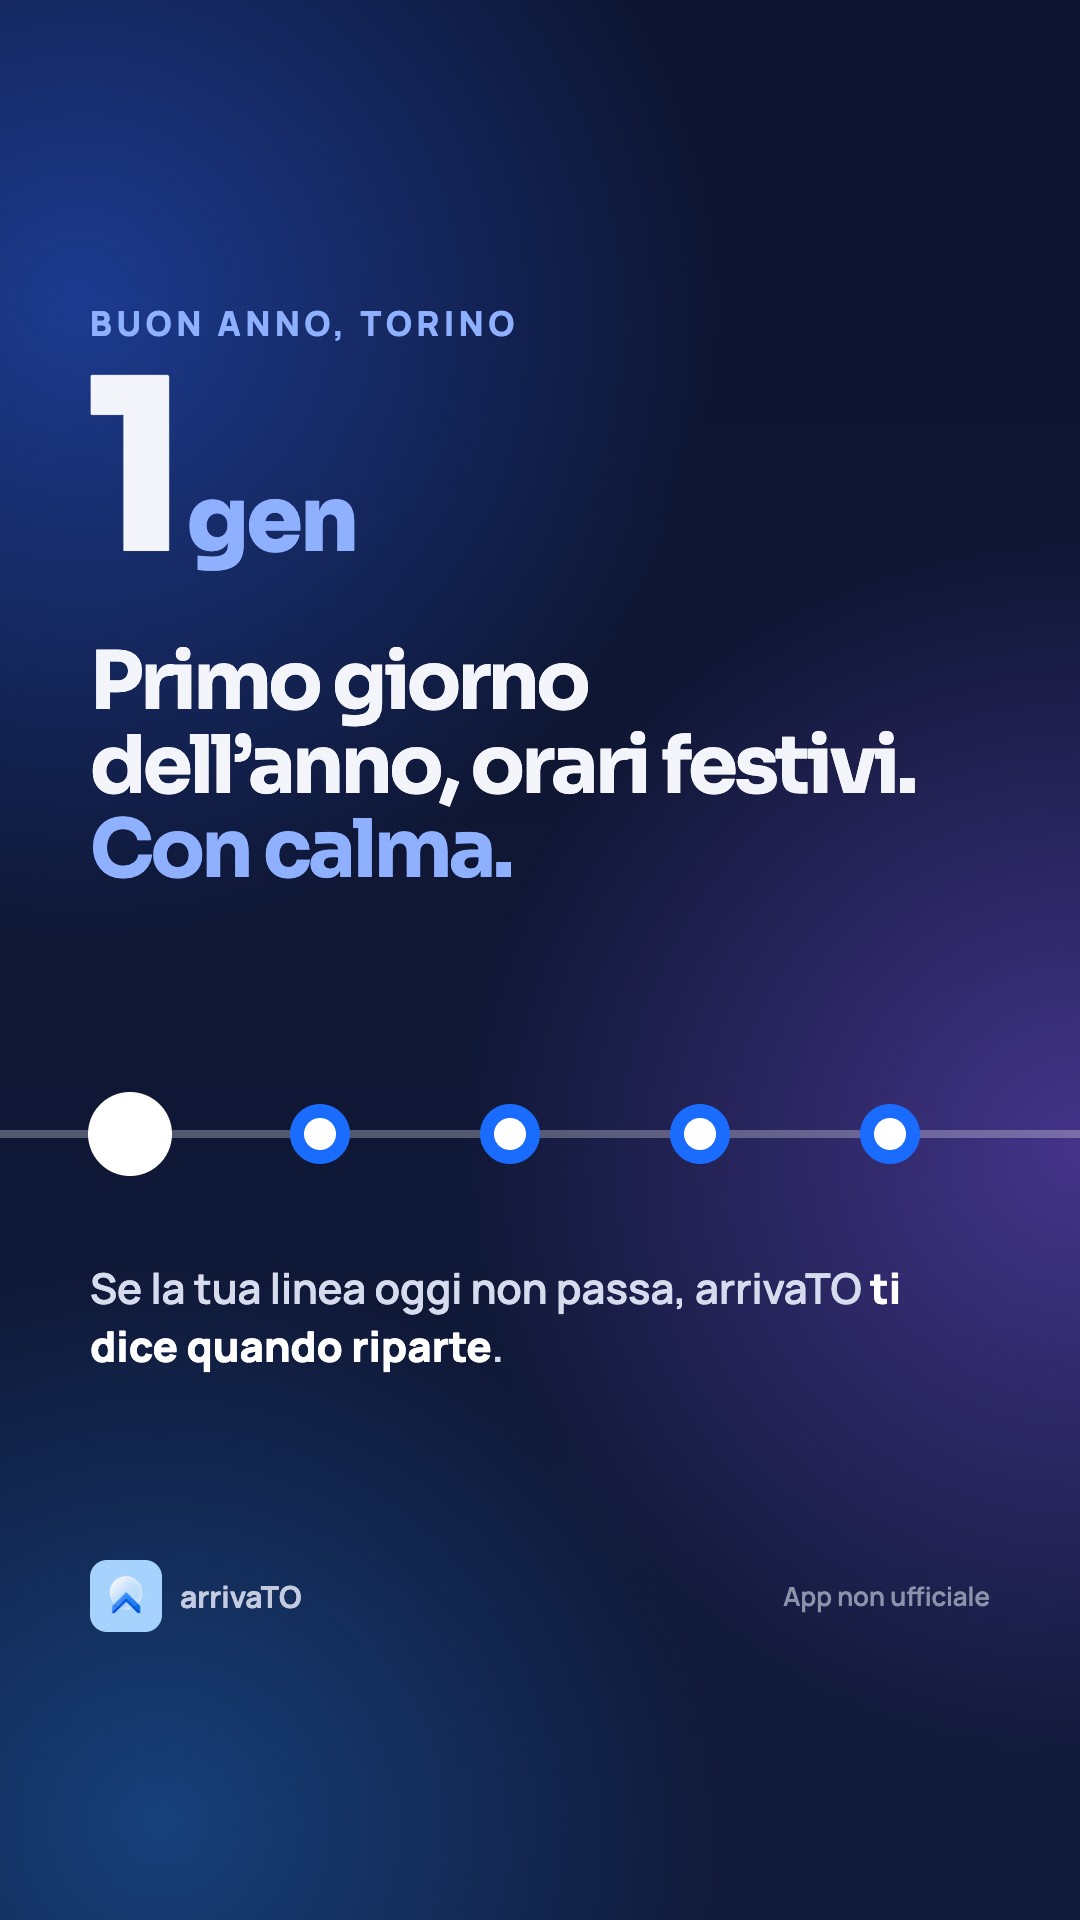 BUON ANNO, TORINO
1 gen
Primo giorno
dell’anno, orari festivi.
Con calma.
Se la tua linea oggi non passa, arrivaTO ti
dice quando riparte.
arrivaTO
App non ufficiale